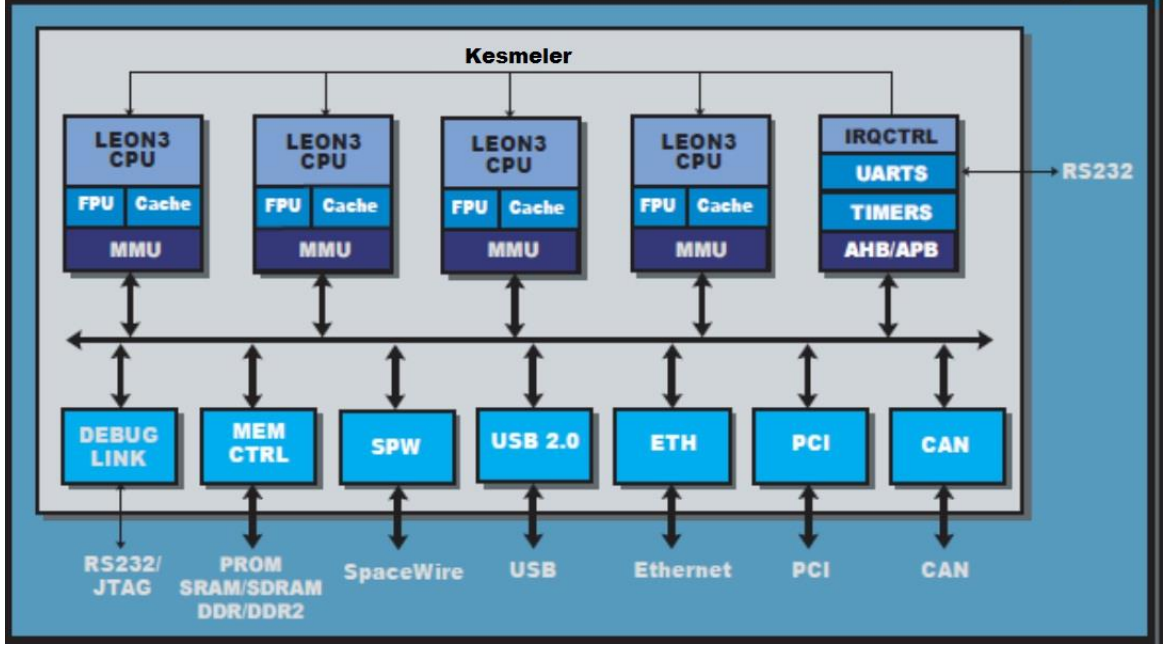 Kesmeler
LEON3
CPU
FPU
Cache
MMU
LEON3
CPU
FPU
Cache
MMU
LEON3
CPU
FPU
Cache
MMU
LEON3
CPU
FPU
Cache
MMU
IRQCTRL
UARTS
TIMERS
AHB/APB
RS232
DEBUG
LINK
MEM
CTRL
SPW
USB 2.0
ETH
PCI
CAN
RS232/
JTAG
PROM
SRAM/SDRAM
DDR/DDR2
SpaceWire
USB
Ethernet
PCI
CAN